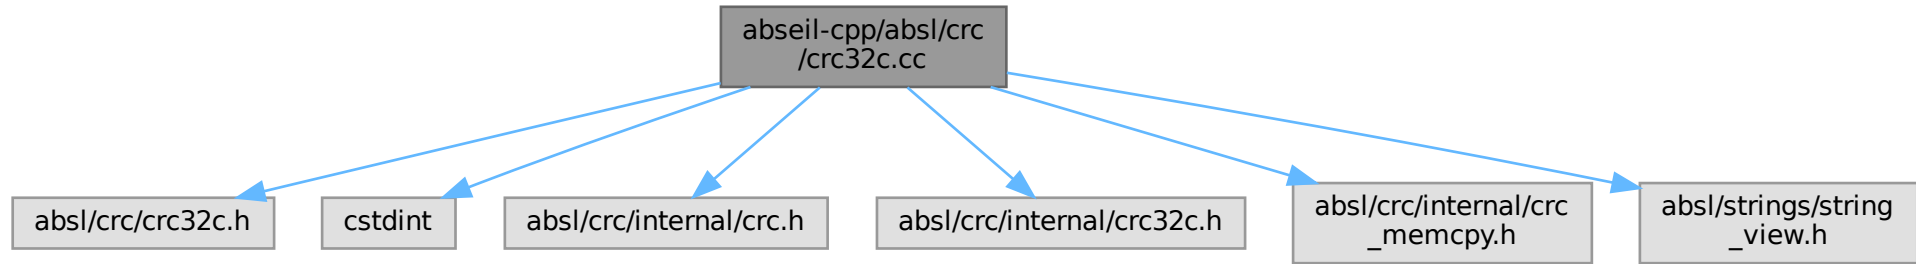 abseil-cpp/absl/crc
/crc32c.cc
absl/crc/crc32c.h
cstdint
absl/crc/internal/crc.h
absl/crc/internal/crc32c.h
absl/crc/internal/crc
_memcpy.h
absl/strings/string
_view.h